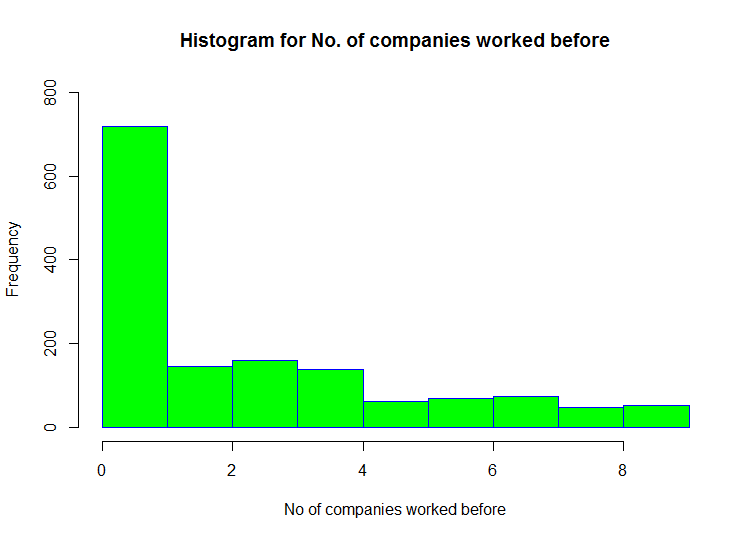 Histogram for No. of companies worked before
Frequency
800
600
400
200
0
0 2 4 6 8
No of companies worked before